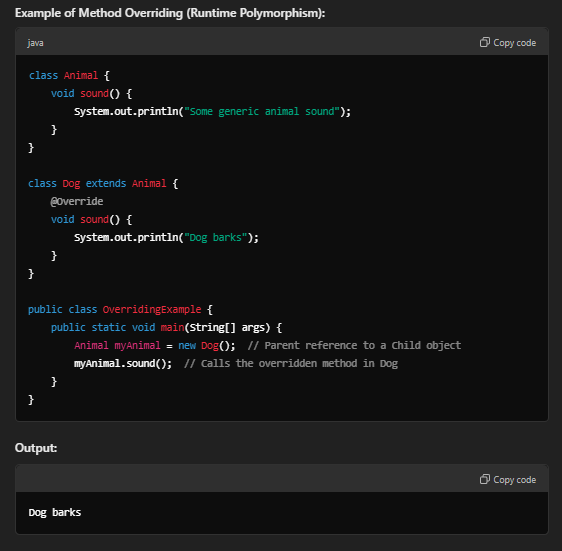 Example of Method Overriding (Runtime Polymorphism):
java
Copy code
class Animal {
    void sound() {
        System.out.println("Some generic animal sound");
    }
}
class Dog extends Animal {
    @Override
    void sound() {
        System.out.println("Dog barks");
    }
}
public class OverridingExample {
    public static void main(String[] args) {
        Animal myAnimal = new Dog();  // Parent reference to a Child object
        myAnimal.sound();  // Calls the overridden method in Dog
    }
}
Output:
Copy code
Dog barks